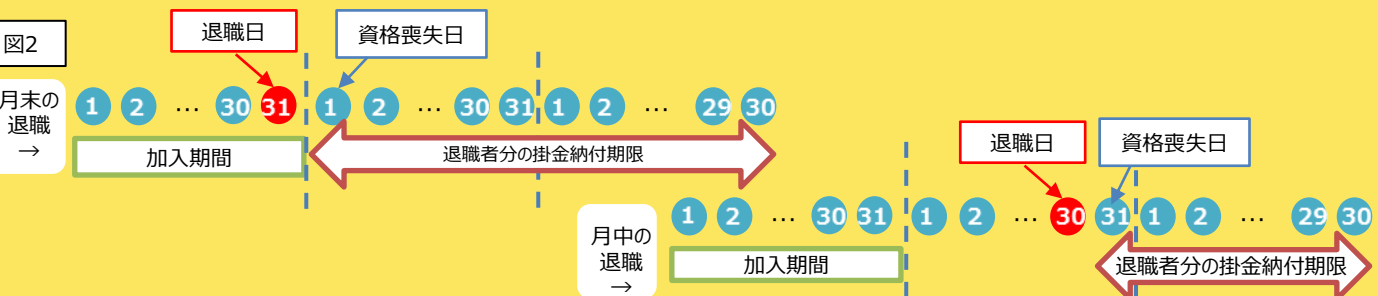 図2
退職日
資格喪失日
月末の
退職
→
1 2 … 30 31 1 2 … 30 31 1 2 … 29 30
加入期間
退職者分の掛金納付期限
退職日
資格喪失日
月中の
退職
→
1 2 … 30 31 1 2 … 30 31 1 2 … 29 30
加入期間
退職者分の掛金納付期限